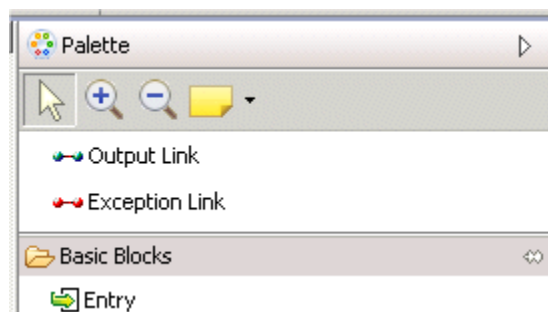 Palette
Output Link
Exception Link
Basic Blocks
Entry